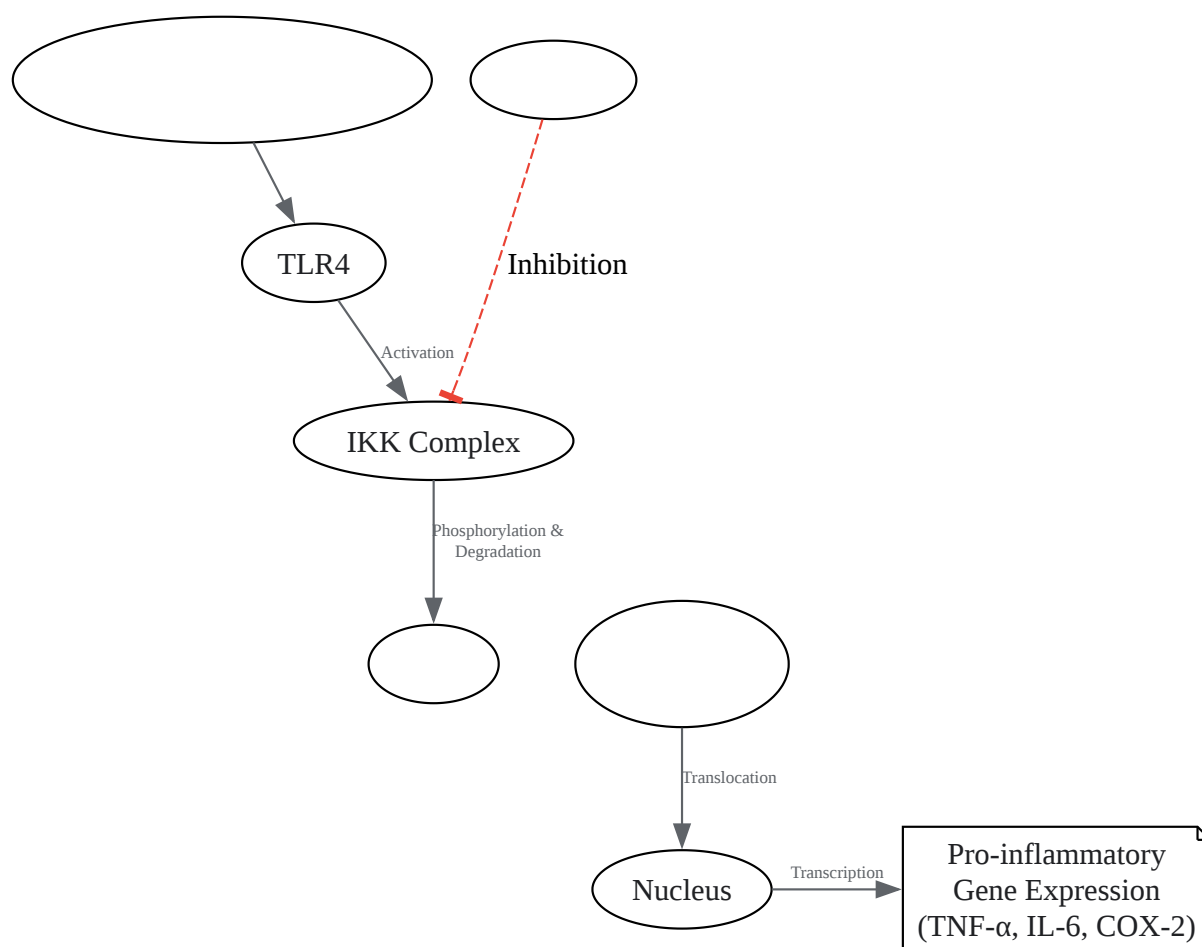 TLR4
Inhibition
Activation
IKK Complex
Phosphorylation &
Degradation
Translocation
Nucleus
Transcription
Pro-inflammatory
Gene Expression
(TNF-α, IL-6, COX-2)